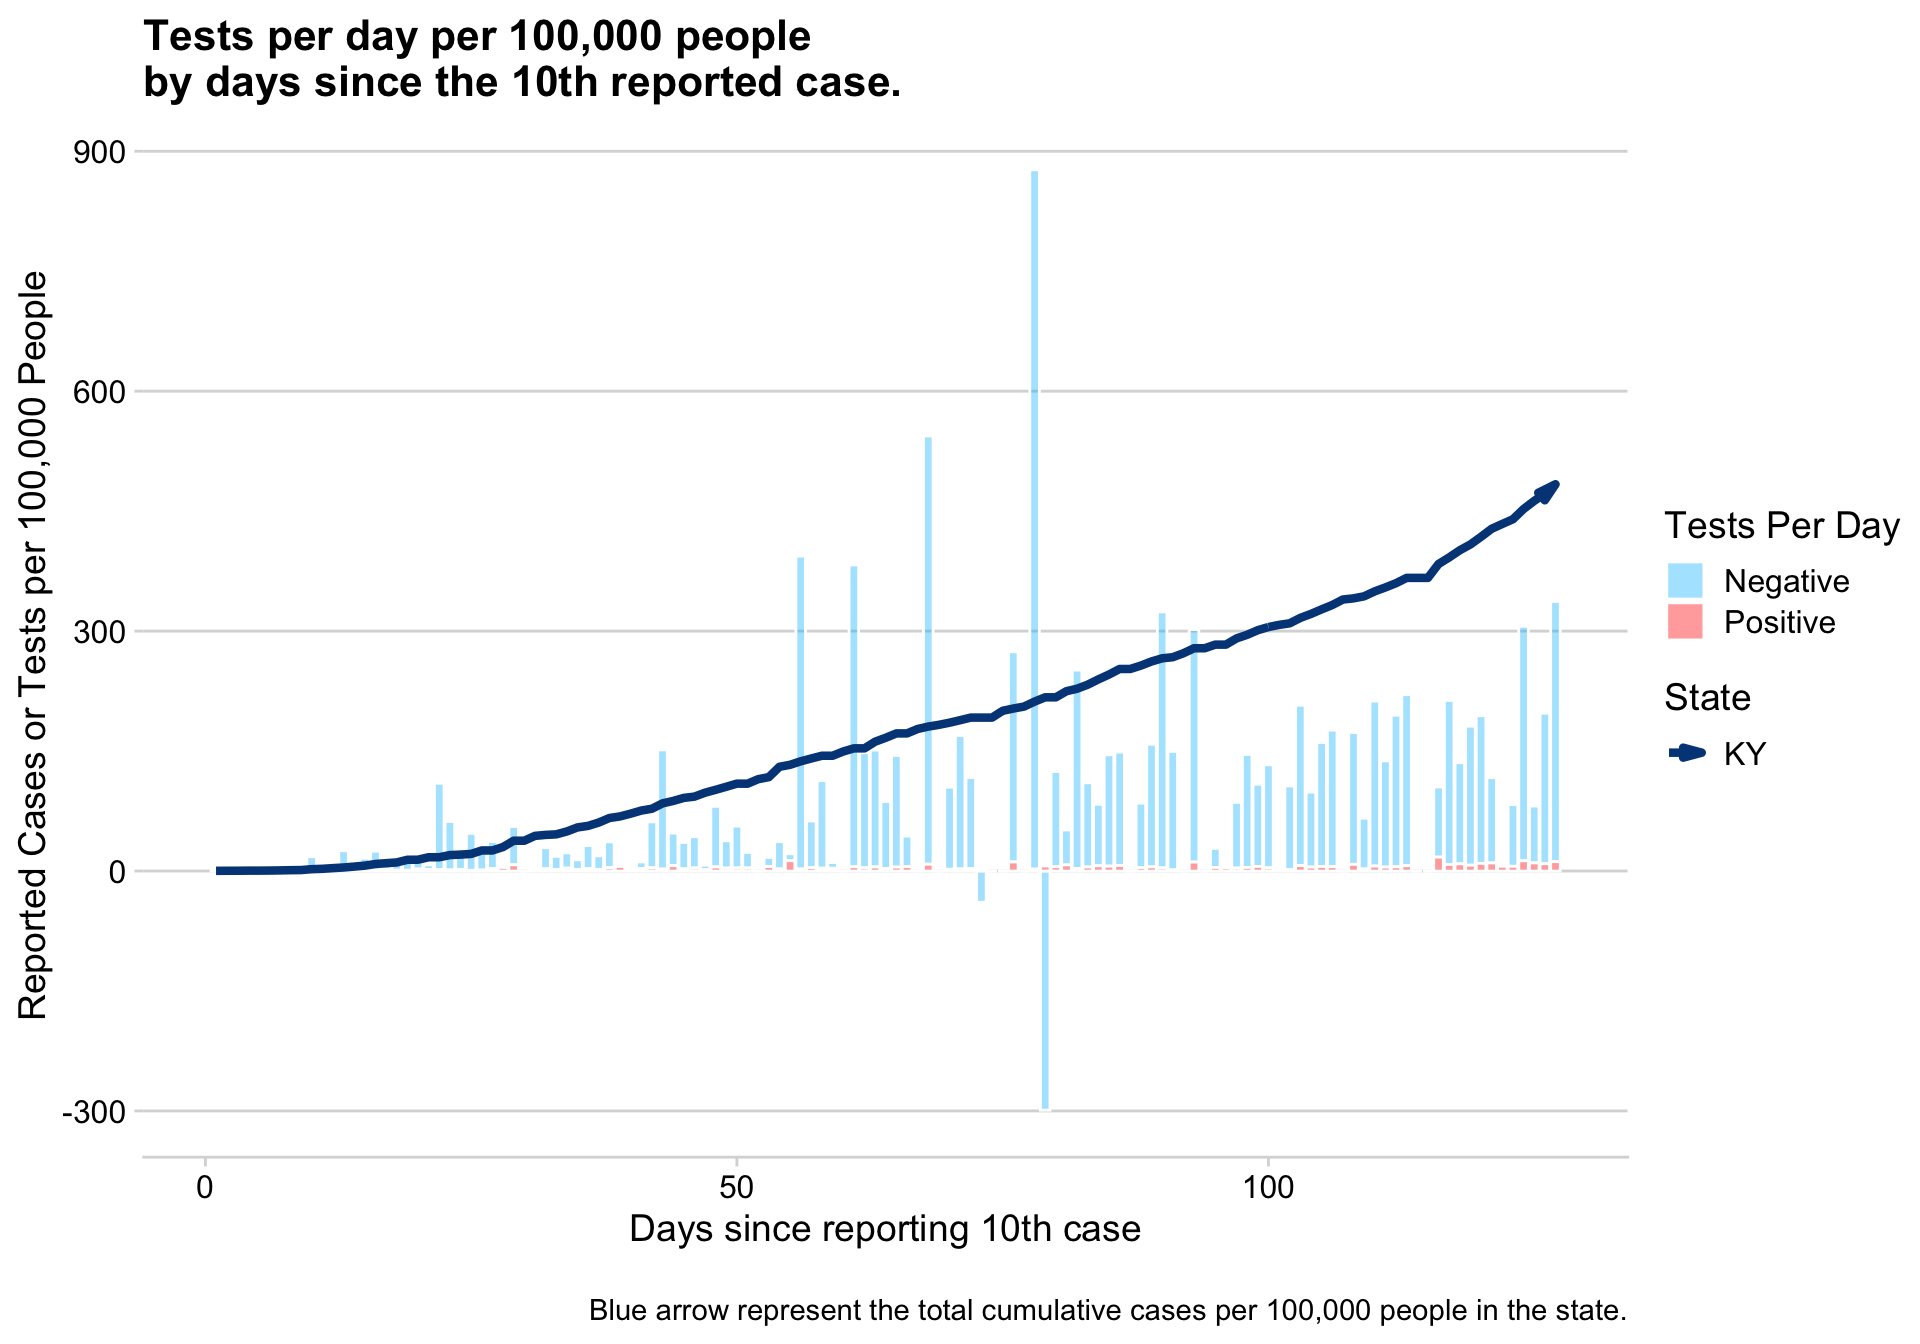 Tests per day per 100,000 people
by days since the 10th reported case.
Reported Cases or Tests per 100,000 People
900
600
300
0
-300
0
50
100
Days since reporting 10th case
Tests Per Day
Negative
Positive
State
KY
Blue arrow represent the total cumulative cases per 100,000 people in the state.